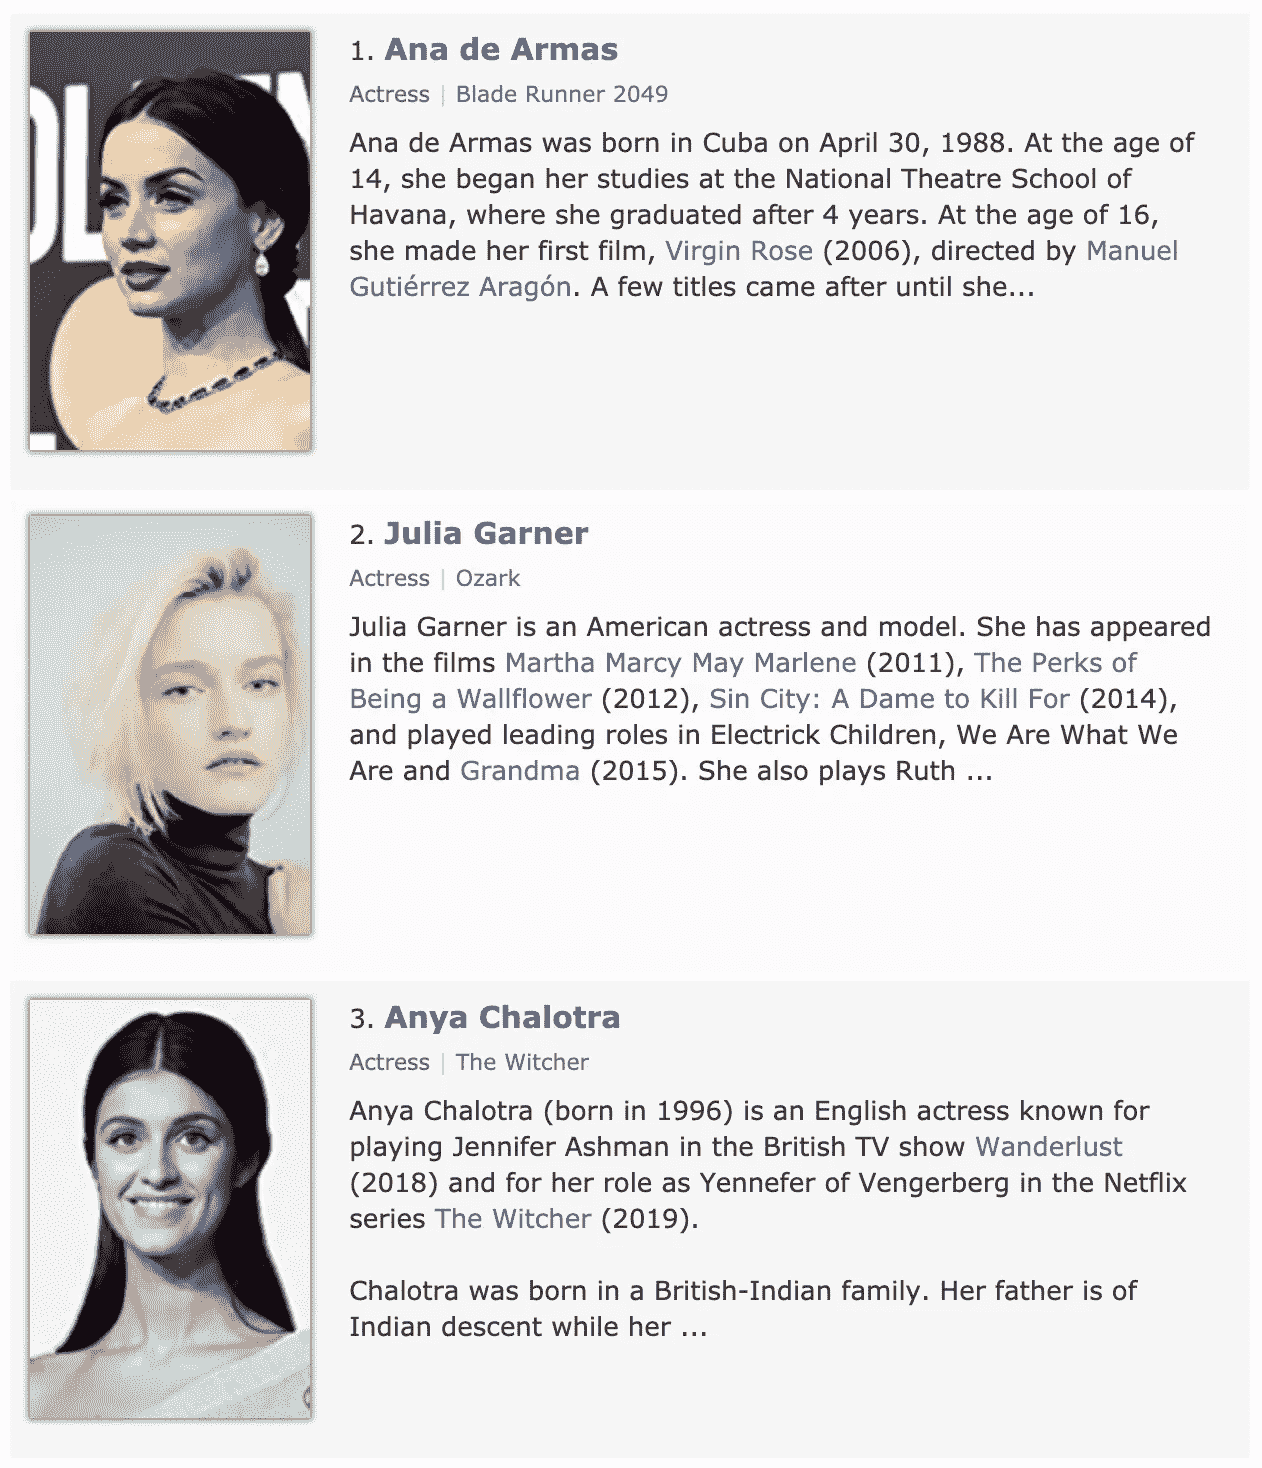 1. Ana de Armas
Actress | Blade Runner 2049
Ana de Armas was born in Cuba on April 30, 1988. At the age of
14, she began her studies at the National Theatre School of
Havana, where she graduated after 4 years. At the age of 16,
she made her first film, Virgin Rose (2006), directed by Manuel
Gutiérrez Aragón. A few titles came after until she...
2. Julia Garner
Actress | Ozark
Julia Garner is an American actress and model. She has appeared
in the films Martha Marcy May Marlene (2011), The Perks of
Being a Wallflower (2012), Sin City: A Dame to Kill For (2014),
and played leading roles in Electrick Children, We Are What We
Are and Grandma (2015). She also plays Ruth ...
3. Anya Chalotra
Actress | The Witcher
Anya Chalotra (born in 1996) is an English actress known for
playing Jennifer Ashman in the British TV show Wanderlust
(2018) and for her role as Yennefer of Vengerberg in the Netflix
series The Witcher (2019).
Chalotra was born in a British-Indian family. Her father is of
Indian descent while her ...